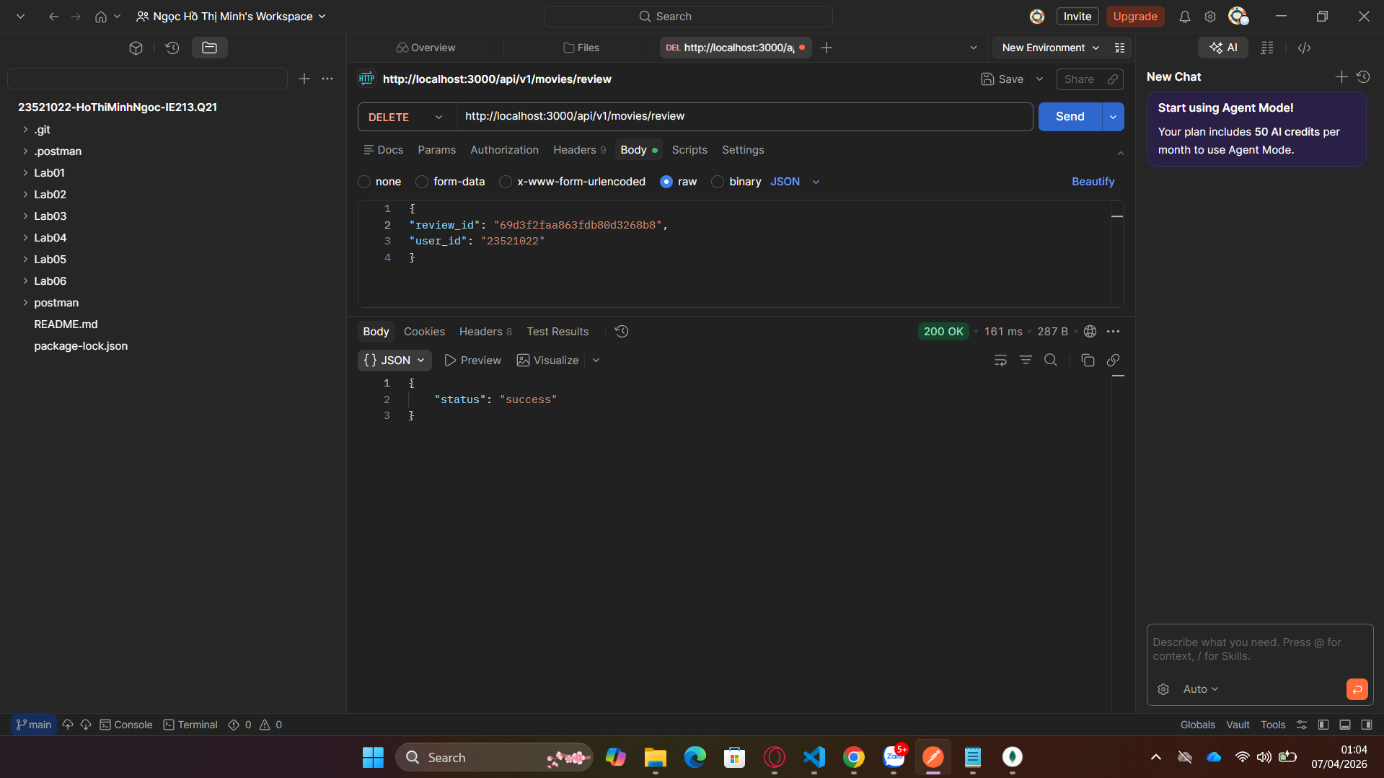 Ngọc Hồ Thị Minh's Workspace
Search
Invite
Upgrade
23521022-HoThiMinhNgoc-IE213.Q21
.git
.postman
Lab01
Lab02
Lab03
Lab04
Lab05
Lab06
postman
README.md
package-lock.json
Overview
Files
DEL http://localhost:3000/a
New Environment
HTTP http://localhost:3000/api/v1/movies/review
Save
Share
DELETE http://localhost:3000/api/v1/movies/review
Send
Docs Params Authorization Headers 9 Body Scripts Settings
none form-data x-www-form-urlencoded raw binary JSON
Beautify
1 {
2 "review_id": "69d3f2faa863fdb80d3268b8",
3 "user_id": "23521022"
4 }
Body Cookies Headers 8 Test Results
200 OK • 161 ms • 287 B
{} JSON Preview Visualize
1 {
2 "status": "success"
3 }
AI
New Chat
Start using Agent Mode!
Your plan includes 50 AI credits per
month to use Agent Mode.
Describe what you need. Press @ for
context, / for Skills.
Auto
main Console Terminal 0 0
Globals Vault Tools
Search
Zalo
5+
01:04
07/04/2026